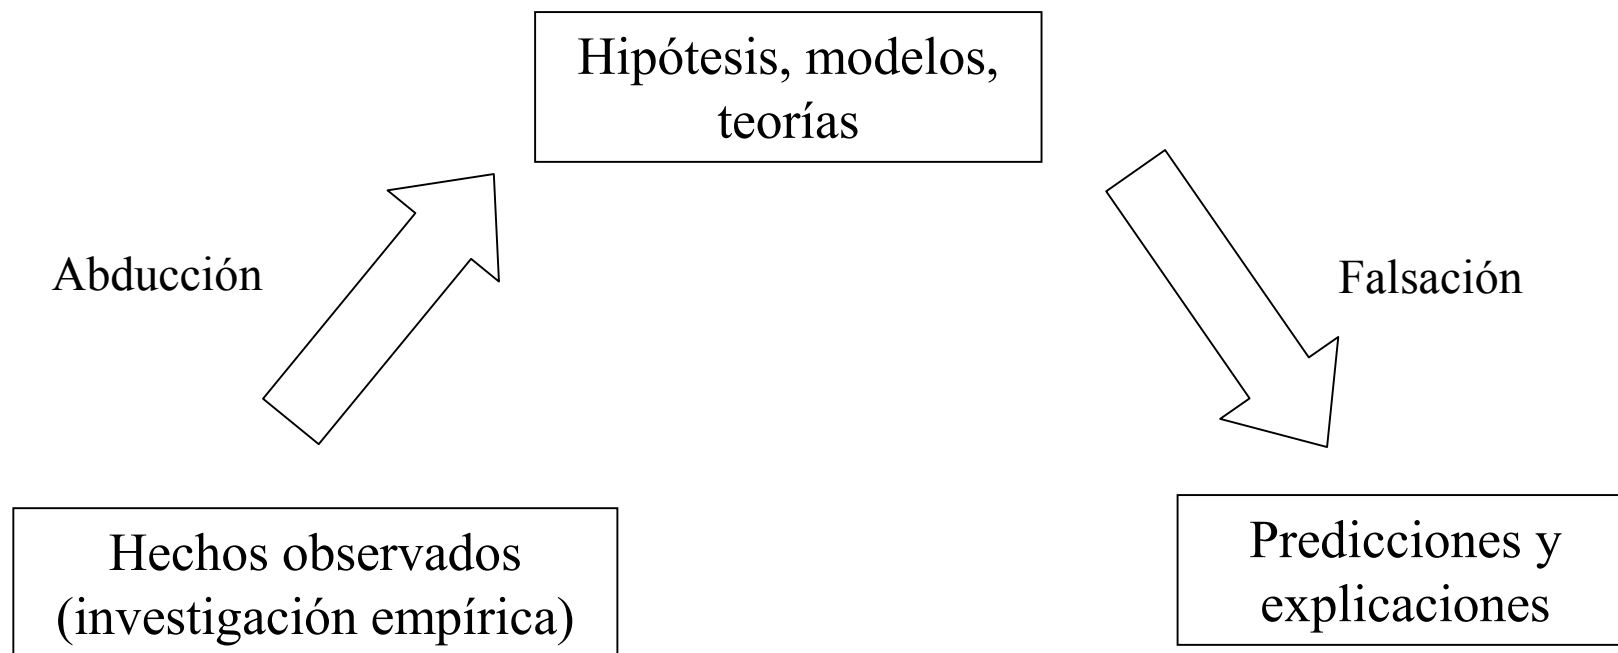 Hipótesis, modelos,
teorías
Abducción
Falsación
Hechos observados
(investigación empírica)
Predicciones y
explicaciones